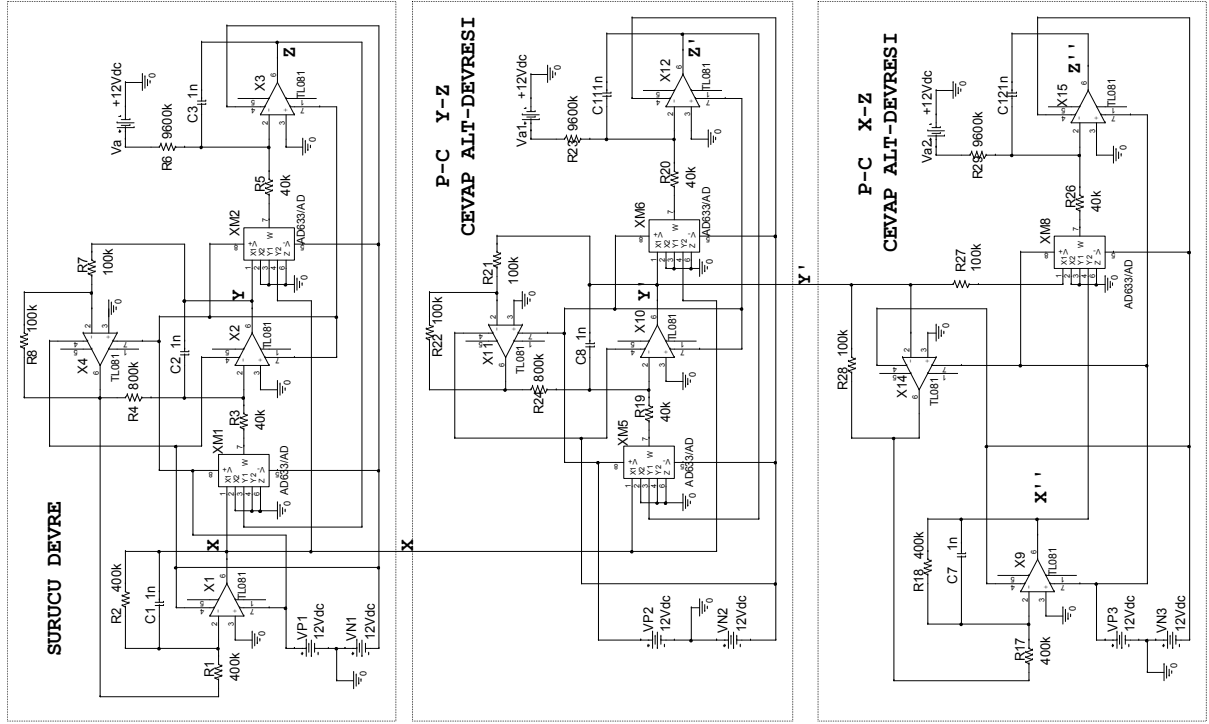 SURUCU DEVRE
R8 100k
R7
100k
X4
TL081
R4 800k
C2 1n
R2 400k
C1 1n
R1
400k
X1
TL081
X
XM1
AD633/AD
R3
40k
X2
TL081
Y
XM2
AD633/AD
R5
40k
R6 9600k
Va +12Vdc
C3 1n
X3
TL081
Z
VP1
12Vdc
VN1
12Vdc
X
P-C Y-Z
CEVAP ALT-DEVRESI
R22 100k
R21
100k
X11
TL081
R24 800k
C8 1n
XM5
AD633/AD
R19
40k
X10
TL081
Y'
XM6
AD633/AD
R20
40k
R23 9600k
Va1 +12Vdc
C11 1n
X12
TL081
Z'
VP2
12Vdc
VN2
12Vdc
Y'
P-C X-Z
CEVAP ALT-DEVRESI
R28 100k
X14
TL081
R27
100k
R18 400k
C7 1n
R17
400k
X9
TL081
X''
XM8
AD633/AD
R26
40k
R29 9600k
Va2 +12Vdc
C12 1n
X15
TL081
Z''
VP3
12Vdc
VN3
12Vdc